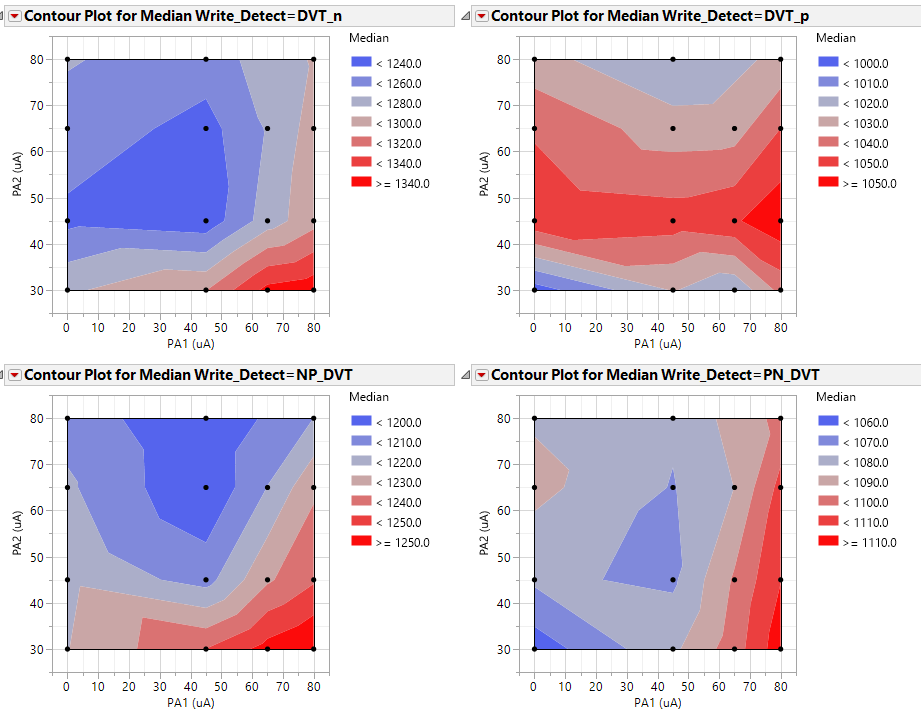 Contour Plot for Median Write_Detect=DVT_n
Median
< 1240.0
< 1260.0
< 1280.0
< 1300.0
< 1320.0
< 1340.0
>= 1340.0
80
70
60
50
40
30
PA2 (uA)
0 10 20 30 40 50 60 70 80
PA1 (uA)
Contour Plot for Median Write_Detect=DVT_p
Median
< 1000.0
< 1010.0
< 1020.0
< 1030.0
< 1040.0
< 1050.0
>= 1050.0
80
70
60
50
40
30
PA2 (uA)
0 10 20 30 40 50 60 70 80
PA1 (uA)
Contour Plot for Median Write_Detect=NP_DVT
Median
< 1200.0
< 1210.0
< 1220.0
< 1230.0
< 1240.0
< 1250.0
>= 1250.0
80
70
60
50
40
30
PA2 (uA)
0 10 20 30 40 50 60 70 80
PA1 (uA)
Contour Plot for Median Write_Detect=PN_DVT
Median
< 1060.0
< 1070.0
< 1080.0
< 1090.0
< 1100.0
< 1110.0
>= 1110.0
80
70
60
50
40
30
PA2 (uA)
0 10 20 30 40 50 60 70 80
PA1 (uA)